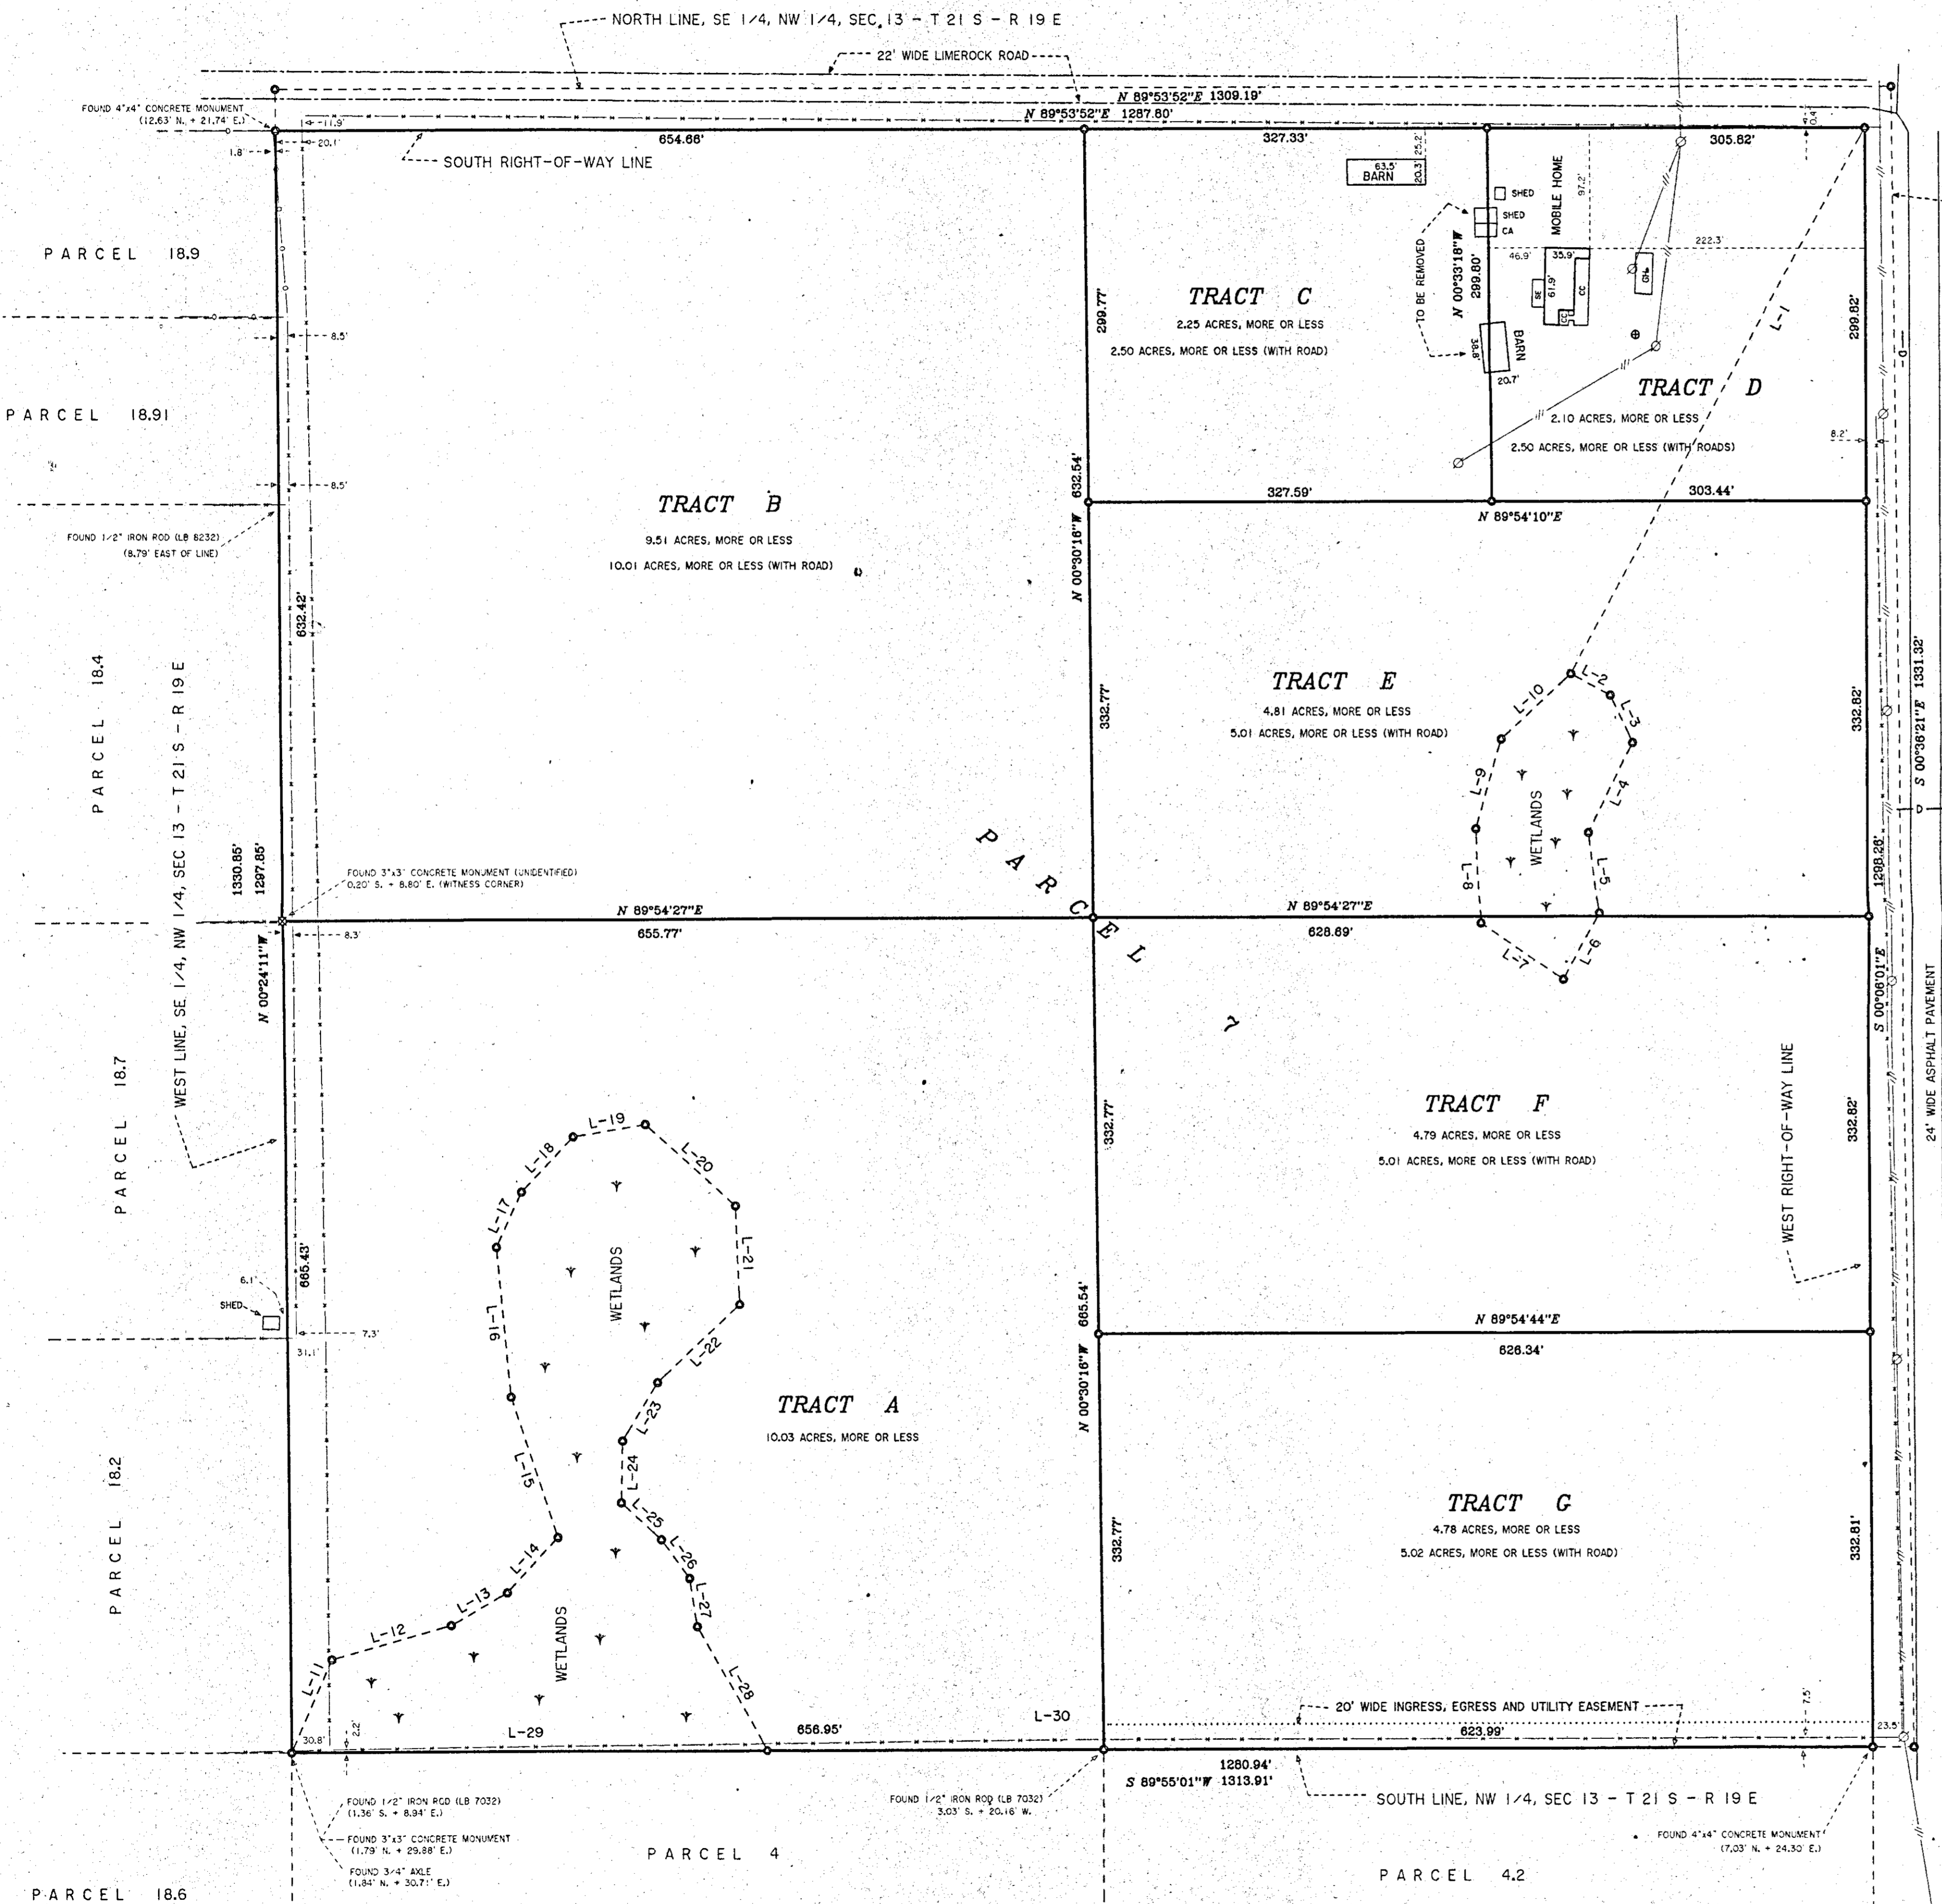 NORTH LINE, SE 1/4, NW 1/4, SEC. 13 - T 21 S - R 19 E
22' WIDE LIMEROCK ROAD
FOUND 4"x4" CONCRETE MONUMENT
(12.63' N. + 21.74' E.)
N 89°53'52"E 1309.19'
N 89°53'52"E 1287.80'
11.9'
20.1'
1.8'
654.66'
327.33'
305.82'
0.4'
SOUTH RIGHT-OF-WAY LINE
63.5'
BARN
20.3'
25.2'
SHED
SHED
CA
MOBILE HOME
97.2'
222.3'
46.9'
35.9'
61.9'
SE
CC
CC
GH
TO BE REMOVED
N 00°33'18"W
299.80'
38.8'
BARN
20.7'
L-1
PARCEL 18.9
8.5'
TRACT C
2.25 ACRES, MORE OR LESS
2.50 ACRES, MORE OR LESS (WITH ROAD)
299.77'
299.82'
TRACT D
2.10 ACRES, MORE OR LESS
2.50 ACRES, MORE OR LESS (WITH ROADS)
8.2'
PARCEL 18.91
8.5'
327.59'
303.44'
N 89°54'10"E
TRACT B
9.51 ACRES, MORE OR LESS
10.01 ACRES, MORE OR LESS (WITH ROAD)
FOUND 1/2" IRON ROD (LB 8232)
(8.79' EAST OF LINE)
632.42'
N 00°30'16"W 632.54'
PARCEL 18.4
WEST LINE, SE 1/4, NW 1/4, SEC 13 - T 21 S - R 19 E
TRACT E
4.81 ACRES, MORE OR LESS
5.01 ACRES, MORE OR LESS (WITH ROAD)
332.77'
332.82'
S 00°36'21"E 1331.32'
D
L-2
L-3
L-4
L-5
L-6
L-7
L-8
L-9
L-10
WETLANDS
1330.85'
1297.85'
FOUND 3"x3" CONCRETE MONUMENT (UNIDENTIFIED)
0.20' S. + 8.80' E. (WITNESS CORNER)
PARCEL 7
N 89°54'27"E
655.77'
N 89°54'27"E
628.69'
8.3'
N 00°24'11"W
1298.26'
S 00°06'01"E
24' WIDE ASPHALT PAVEMENT
WEST RIGHT-OF-WAY LINE
PARCEL 18.7
TRACT F
4.79 ACRES, MORE OR LESS
5.01 ACRES, MORE OR LESS (WITH ROAD)
332.77'
332.82'
L-19
L-18
L-17
L-20
L-21
L-16
L-22
WETLANDS
665.43'
6.1'
SHED
7.3'
31.1'
N 00°30'16"W 665.54'
N 89°54'44"E
626.34'
L-23
L-24
L-15
L-25
L-26
L-14
L-27
L-13
L-12
L-11
L-28
WETLANDS
TRACT A
10.03 ACRES, MORE OR LESS
PARCEL 18.2
TRACT G
4.78 ACRES, MORE OR LESS
5.02 ACRES, MORE OR LESS (WITH ROAD)
332.77'
332.81'
20' WIDE INGRESS, EGRESS AND UTILITY EASEMENT
7.5'
23.5'
30.8'
2.2'
L-29
656.95'
L-30
623.99'
1280.94'
S 89°55'01"W 1313.91'
FOUND 1/2" IRON ROD (LB 7032)
(1.36' S. + 8.94' E.)
FOUND 3"x3" CONCRETE MONUMENT
(1.79' N. + 29.88' E.)
FOUND 3/4" AXLE
(1.84' N. + 30.71' E.)
FOUND 1/2" IRON ROD (LB 7032)
3.03' S. + 20.16' W.
SOUTH LINE, NW 1/4, SEC 13 - T 21 S - R 19 E
FOUND 4"x4" CONCRETE MONUMENT
(7.03' N. + 24.30' E.)
PARCEL 4
PARCEL 4.2
PARCEL 18.6